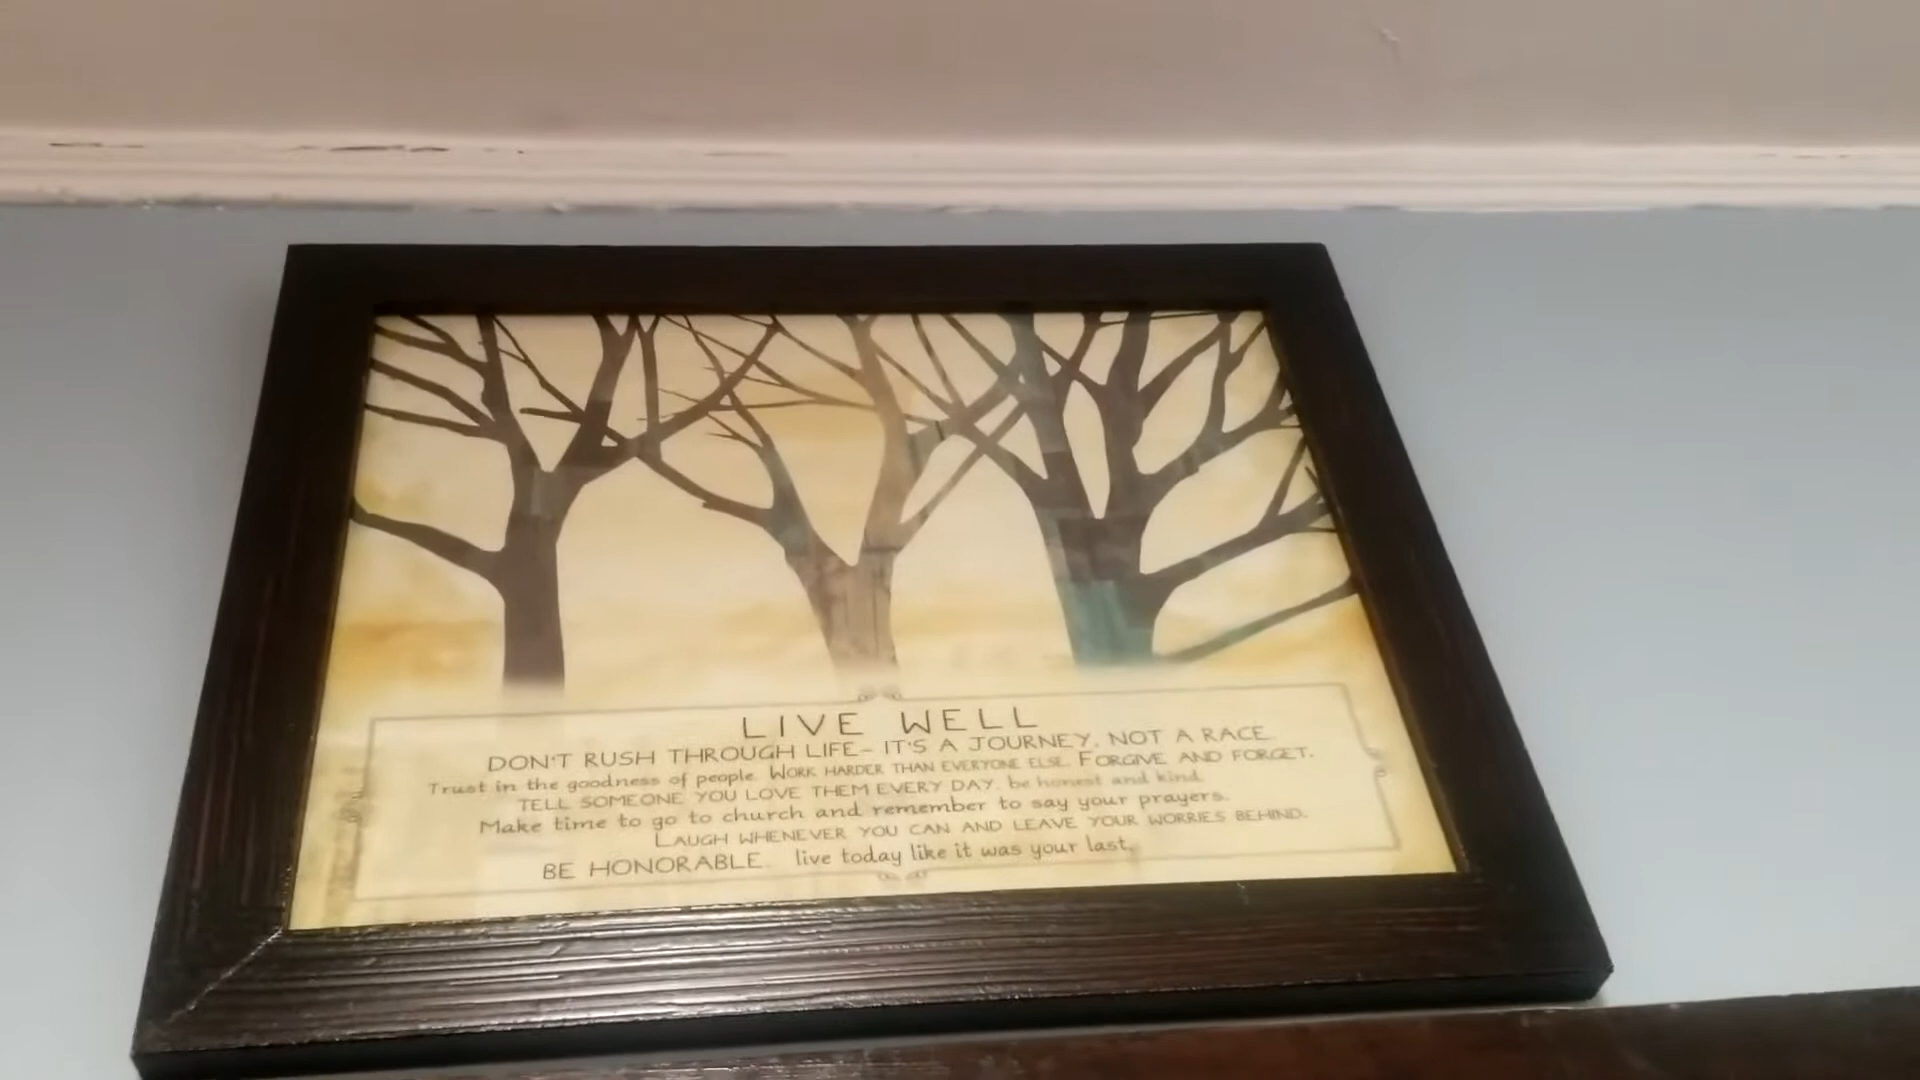 LIVE WELL
DON'T RUSH THROUGH LIFE- IT'S A JOURNEY, NOT A RACE.
Trust in the goodness of people. WORK HARDER THAN EVERYONE ELSE. FORGIVE AND FORGET.
TELL SOMEONE YOU LOVE THEM EVERY DAY. be honest and kind.
Make time to go to church and remember to say your prayers.
LAUGH WHENEVER YOU CAN AND LEAVE YOUR WORRIES BEHIND.
BE HONORABLE. live today like it was your last.